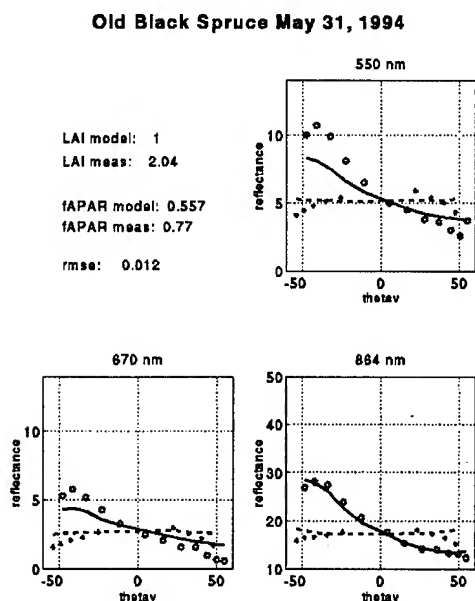 Old Black Spruce May 31, 1994
550 nm
LAI model: 1
LAI meas: 2.04
fAPAR model: 0.557
fAPAR meas: 0.77
rmse: 0.012
10
5
0
reflectance
-50 0 50
thetav
670 nm
10
5
0
reflectance
-50 0 50
thetav
864 nm
50
40
30
20
10
reflectance
-50 0 50
thetav